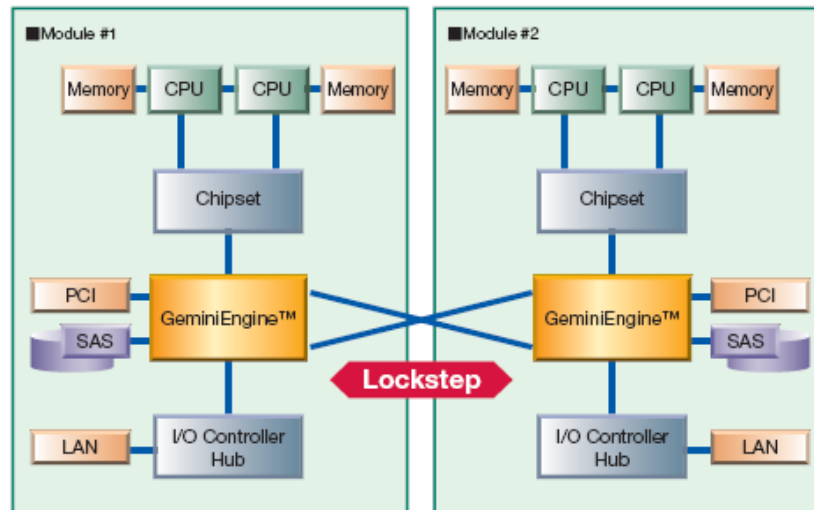 ■Module #1
Memory
CPU
CPU
Memory
Chipset
PCI
GeminiEngine™
SAS
LAN
I/O Controller
Hub
Lockstep
■Module #2
Memory
CPU
CPU
Memory
Chipset
GeminiEngine™
PCI
SAS
I/O Controller
Hub
LAN